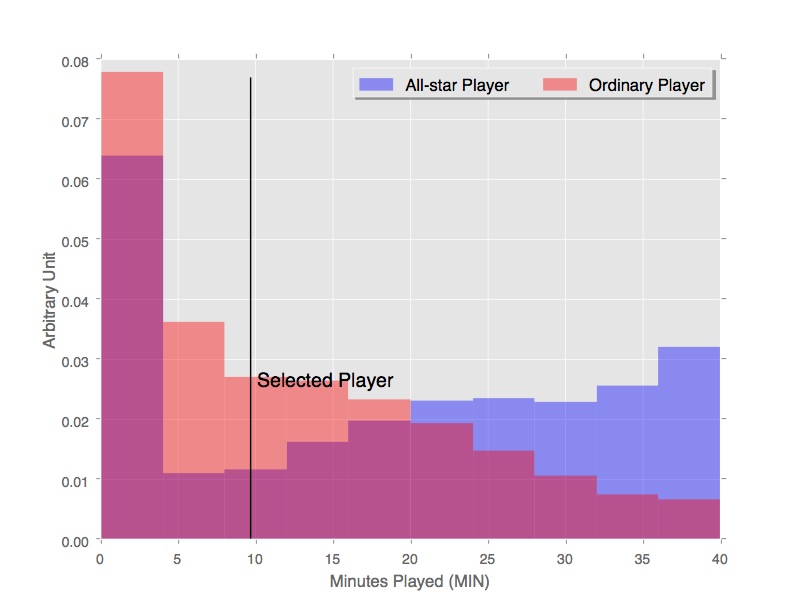 All-star Player
Ordinary Player
Arbitrary Unit
0.08
0.07
0.06
0.05
0.04
0.03
0.02
0.01
0.00
Selected Player
0 5 10 15 20 25 30 35 40
Minutes Played (MIN)